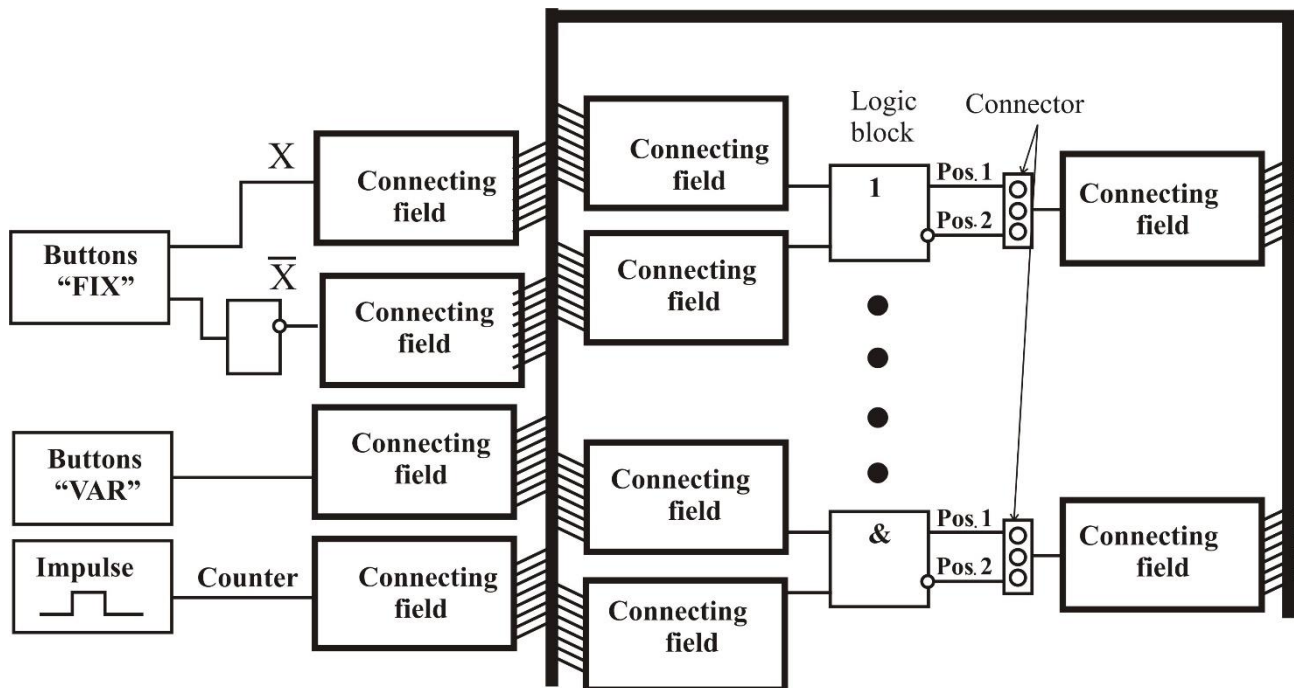 X
Connecting
field
Buttons
“FIX”
X̅
Connecting
field
Buttons
“VAR”
Connecting
field
Impulse
Counter
Connecting
field
Connecting
field
Connecting
field
Logic
block
Connector
1
Pos. 1
Pos. 2
Connecting
field
Connecting
field
Connecting
field
&
Pos. 1
Pos. 2
Connecting
field